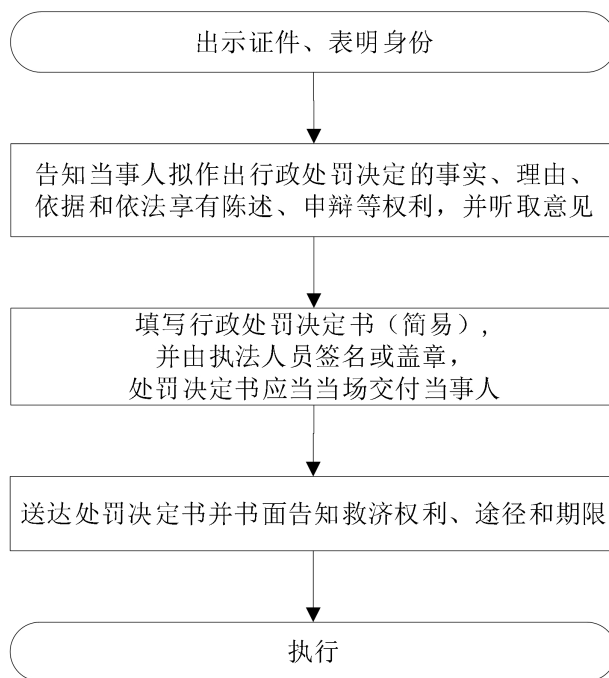 出示证件、表明身份
告知当事人拟作出行政处罚决定的事实、理由、
依据和依法享有陈述、申辩等权利，并听取意见
填写行政处罚决定书（简易），
并由执法人员签名或盖章，
处罚决定书应当当场交付当事人
送达处罚决定书并书面告知救济权利、途径和期限
执行